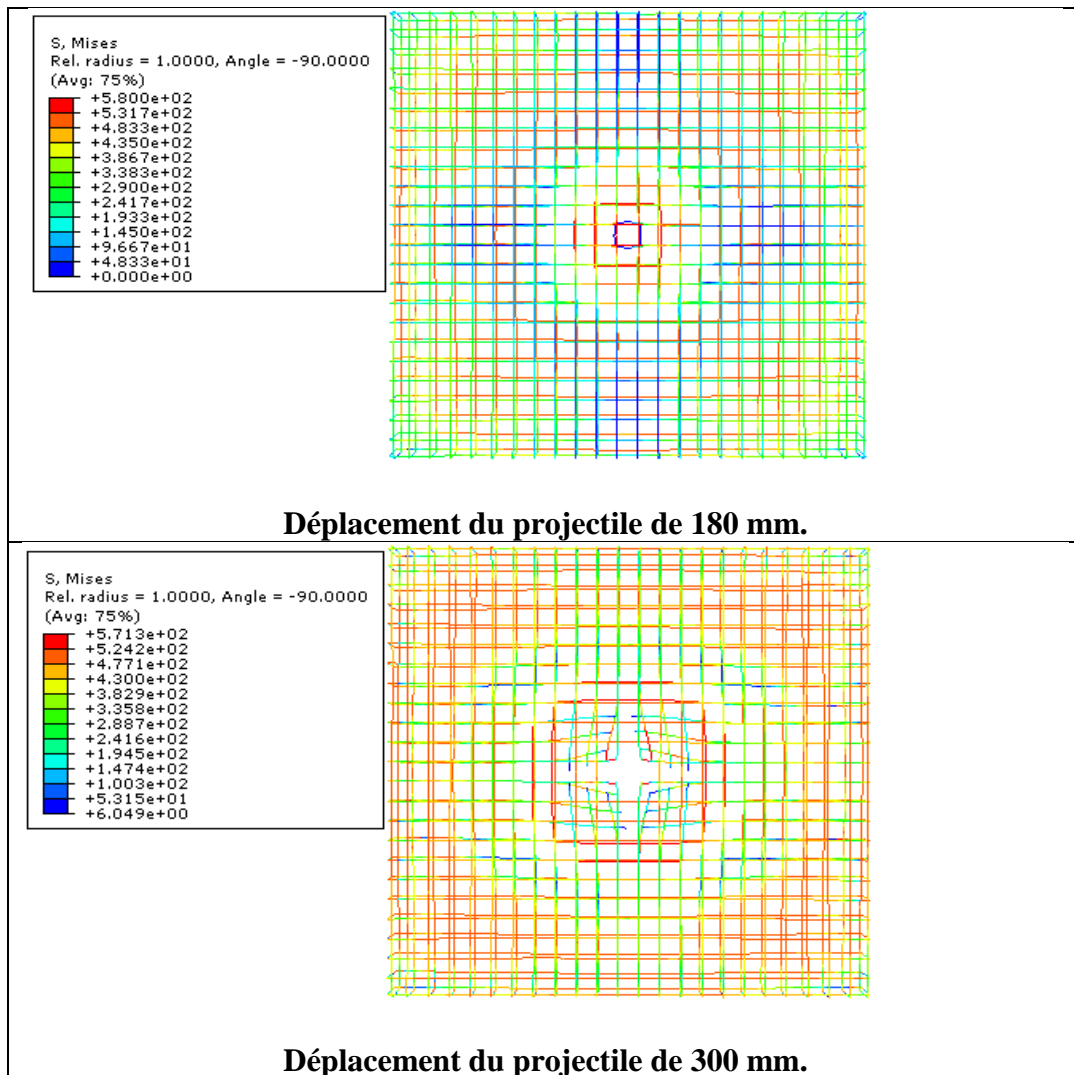 S, Mises
Rel. radius = 1.0000, Angle = -90.0000
(Avg: 75%)
+5.800e+02
+5.317e+02
+4.833e+02
+4.350e+02
+3.867e+02
+3.383e+02
+2.900e+02
+2.417e+02
+1.933e+02
+1.450e+02
+9.667e+01
+4.833e+01
+0.000e+00
Déplacement du projectile de 180 mm.
S, Mises
Rel. radius = 1.0000, Angle = -90.0000
(Avg: 75%)
+5.713e+02
+5.242e+02
+4.771e+02
+4.300e+02
+3.829e+02
+3.358e+02
+2.887e+02
+2.416e+02
+1.945e+02
+1.474e+02
+1.003e+02
+5.315e+01
+6.049e+00
Déplacement du projectile de 300 mm.